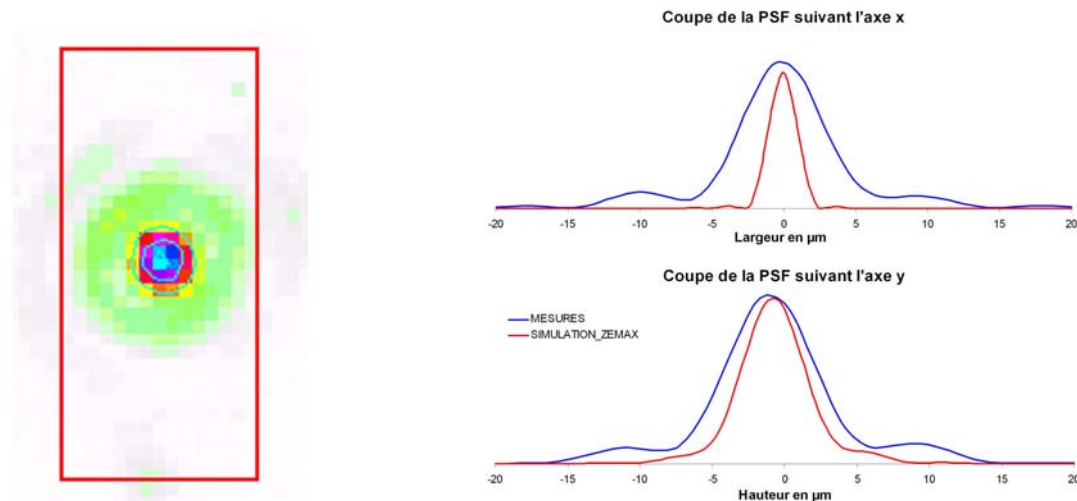 Coupe de la PSF suivant l'axe x
-20 -15 -10 -5 0 5 10 15 20
Largeur en µm
Coupe de la PSF suivant l'axe y
MESURES
SIMULATION_ZEMAX
-20 -15 -10 -5 0 5 10 15 20
Hauteur en µm